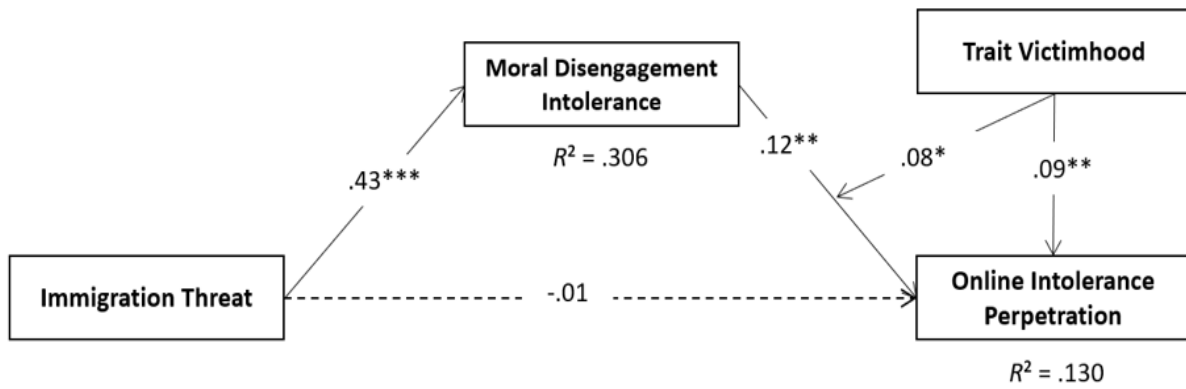 Trait Victimhood
Moral Disengagement
Intolerance
R² = .306
.12**
.08*
.09**
.43***
Immigration Threat
-.01
Online Intolerance
Perpetration
R² = .130